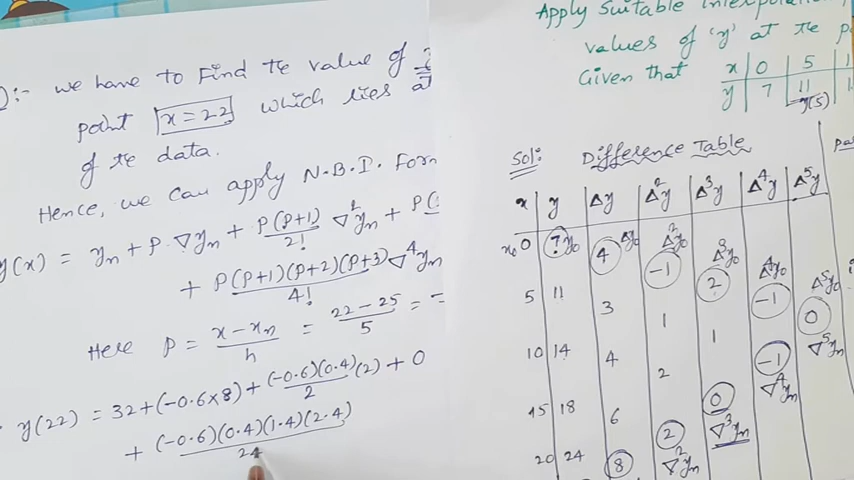 :- we have to Find the value of
point x = 22 which lies at
of the data.
Hence, we can apply N.B.I. Form
y(x) = yₙ + P·∇yₙ + P(P+1)/2! ∇²yₙ + P(
+ P(P+1)(P+2)(P+3)/4! ∇⁴yₙ
Here P = x-xₙ/h = 22-25/5 = -
y(22) = 32+(-0.6×8)+(-0.6)(0.4)/2 (2)+0
+ (-0.6)(0.4)(1.4)(2.4)/24
Apply Suitable Interpolation,
values of 'y' at the po
Given that x 0 5 1
y 7 11 1
y(5)
Sol: Difference Table
x y Δy Δ²y Δ³y Δ⁴y Δ⁵y
x₀ 0 7 y₀
4 Δy₀ -1 Δ²y₀ 2 Δ³y₀ -1 Δ⁴y₀ 0 Δ⁵y₀
5 11
3 1 1 -1 ∇⁴yₙ ∇⁵yₙ
10 14
4 2 0 ∇³yₙ
15 18
6 2 ∇²yₙ
20 24
8